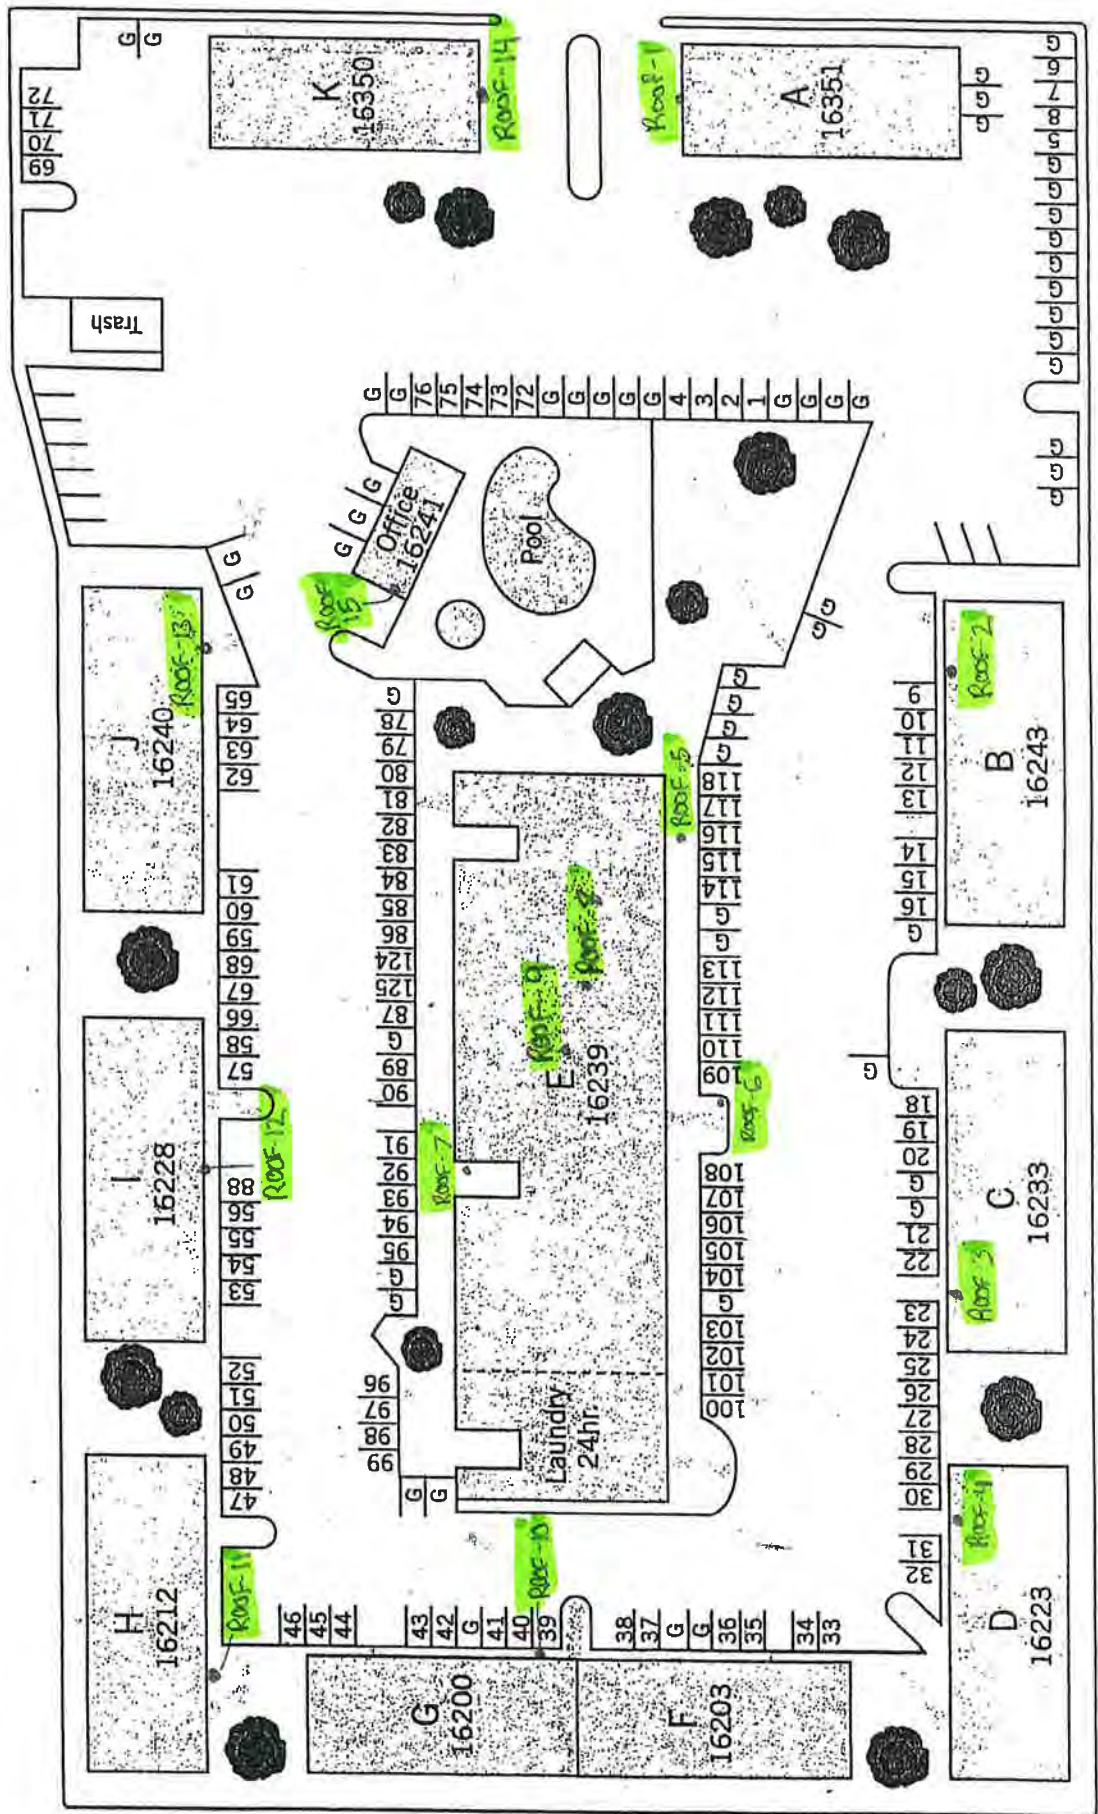 G
G
72
71
70
69
K
16350
ROOF-14
ROOF-1
A
16351
G
G
G
G
6
7
8
5
G
G
G
G
G
G
G
G
Trash
G
G
76
75
74
73
72
G
G
G
G
G
4
3
2
1
G
G
G
G
G
G
G
G
G
G
Office
16241
ROOF
15
Pool
G
G
G
G
J
16240
ROOF-13
65
64
63
62
61
60
59
68
67
66
58
57
G
78
79
80
81
82
83
84
85
86
124
125
87
G
89
90
91
92
93
94
95
G
G
96
97
98
99
G
G
E
16239
ROOF-5
ROOF-8
ROOF-9
ROOF-7
ROOF-6
Laundry
24hr.
G
G
G
G
118
117
116
115
114
G
G
113
112
111
110
109
108
107
106
105
104
G
103
102
101
100
B
16243
ROOF-2
9
10
11
12
13
14
15
16
G
G
I
16228
ROOF-12
88
56
55
54
53
52
51
50
49
48
47
C
16233
ROOF-3
18
19
20
G
G
21
22
23
24
25
26
27
28
29
30
31
32
H
16212
ROOF-11
46
45
44
43
42
G
41
40
39
38
37
G
G
36
35
34
33
ROOF-10
G
16200
F
16203
D
16223
ROOF-4